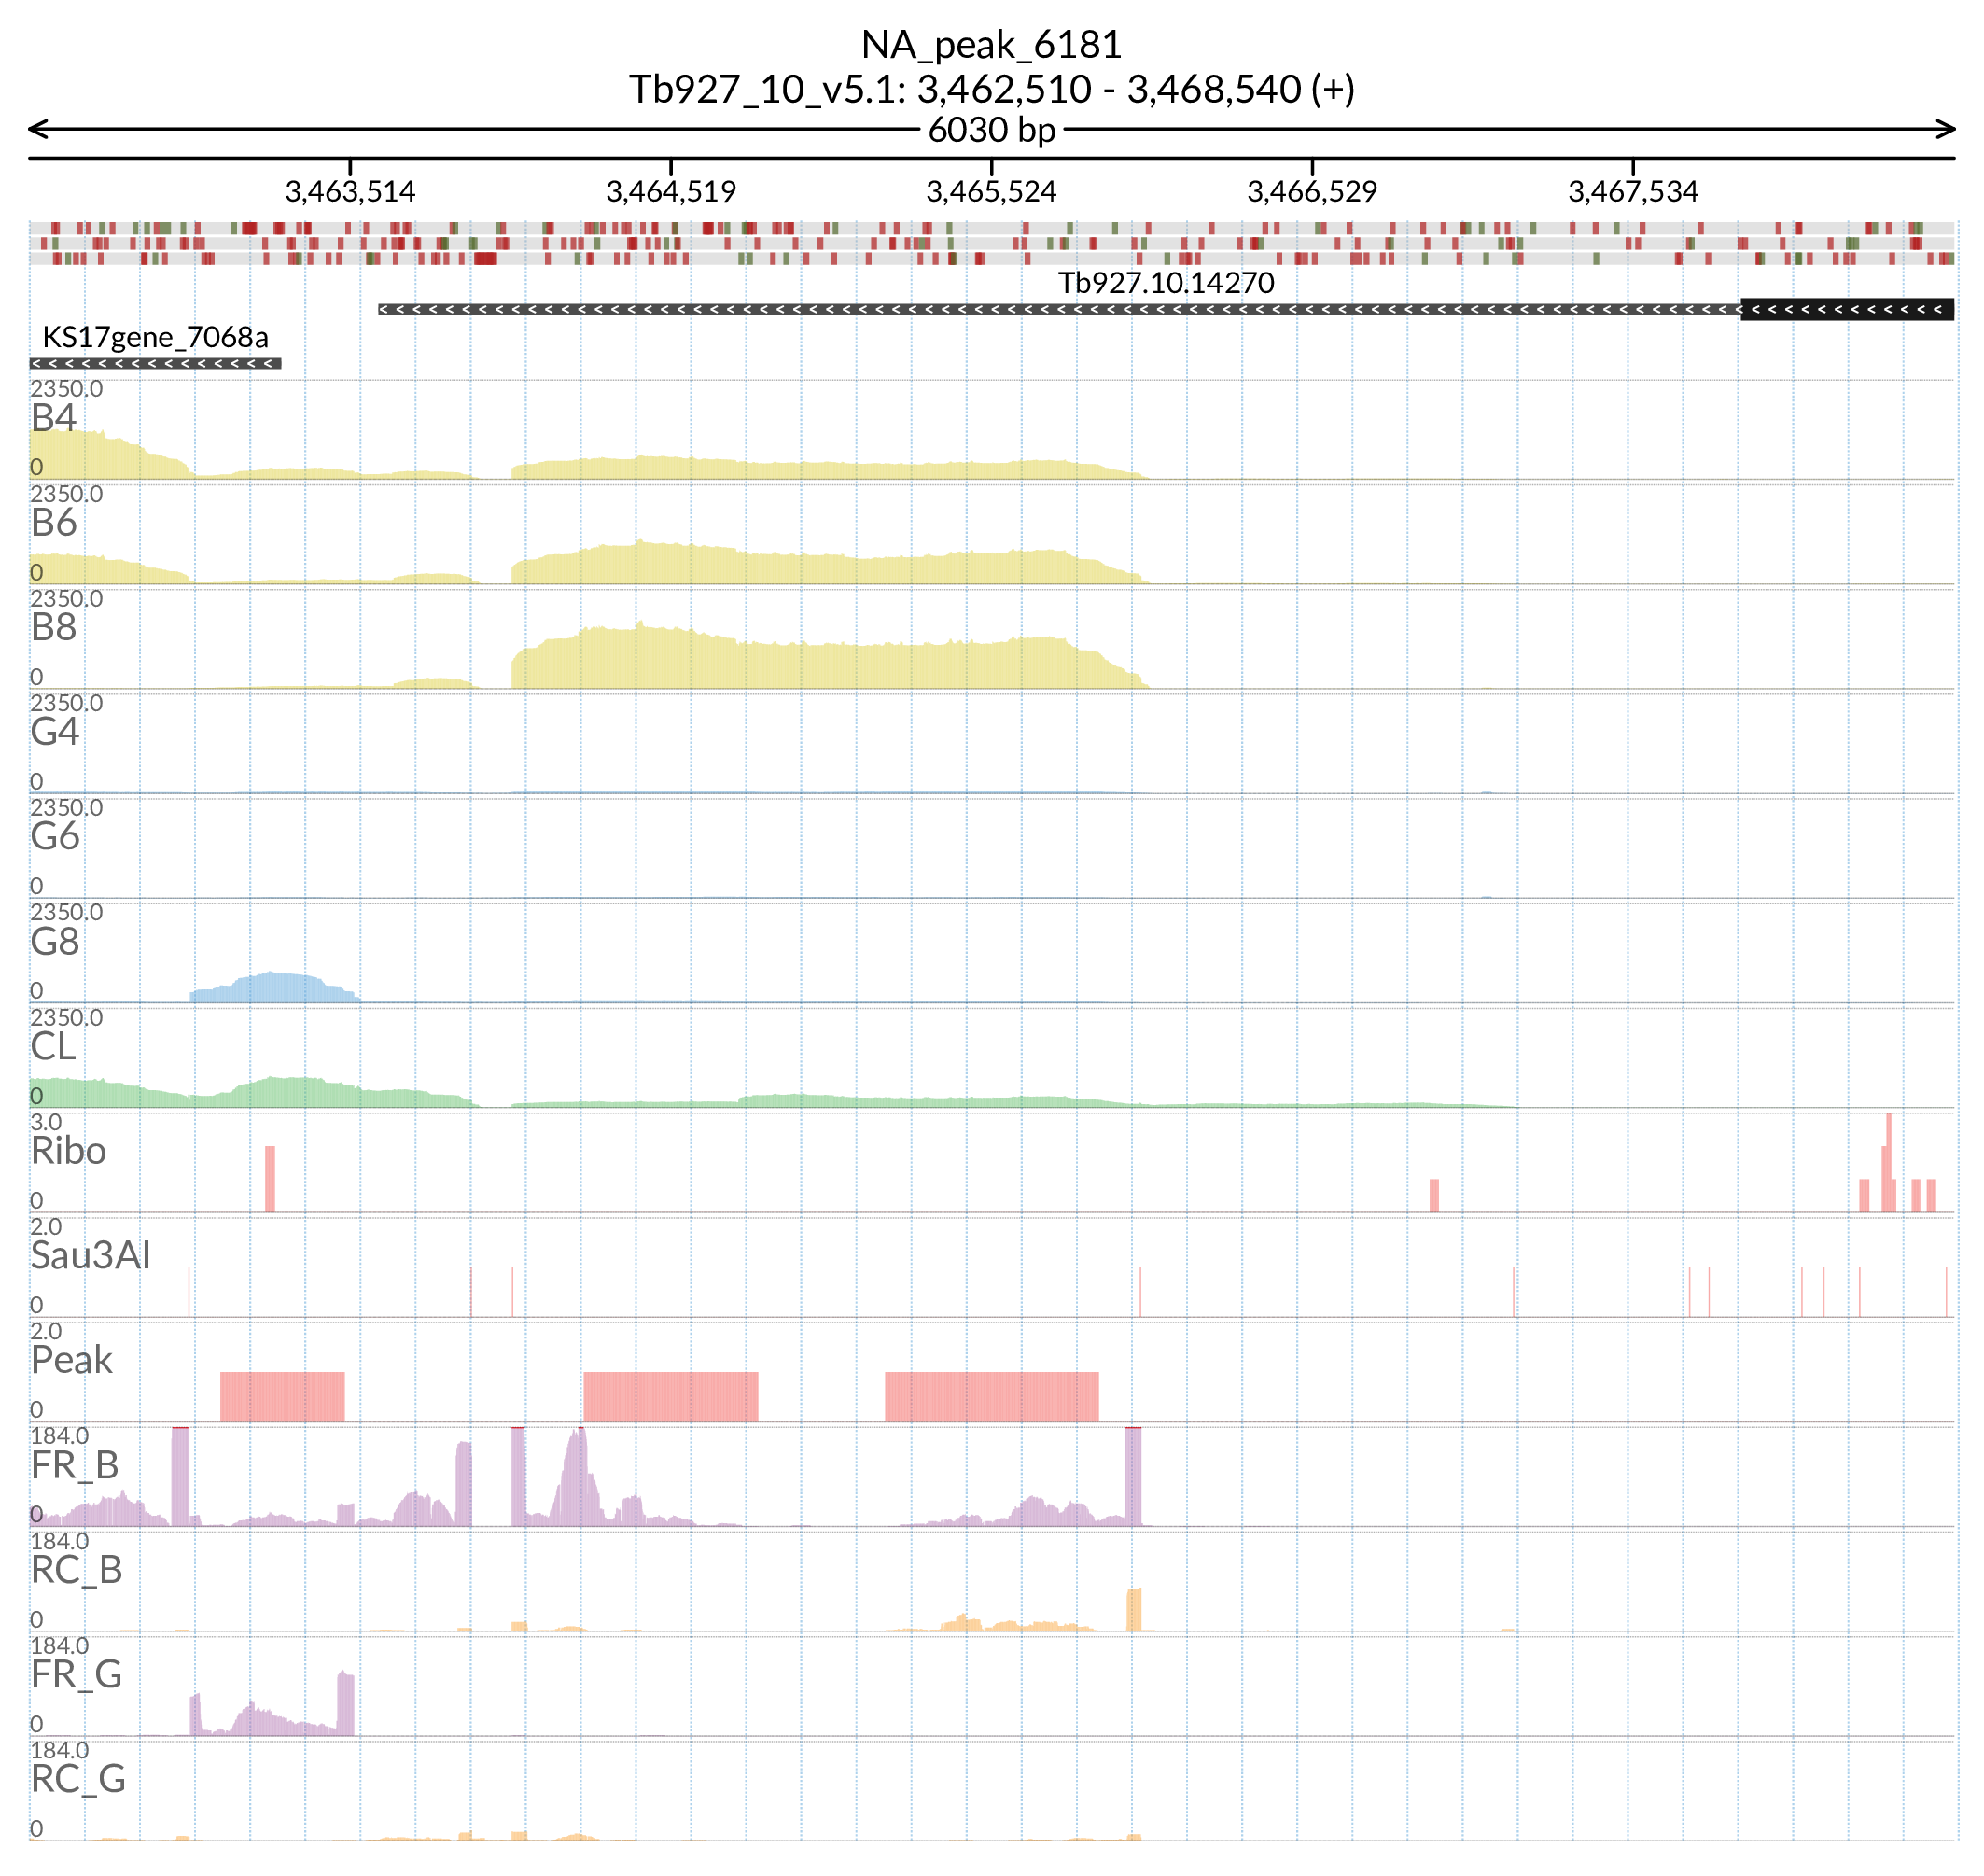 NA_peak_6181
Tb927_10_v5.1: 3,462,510 - 3,468,540 (+)
6030 bp
3,463,514 3,464,519 3,465,524 3,466,529 3,467,534
Tb927.10.14270
KS17gene_7068a
2350.0
B4
0
2350.0
B6
0
2350.0
B8
0
2350.0
G4
0
2350.0
G6
0
2350.0
G8
0
2350.0
CL
0
3.0
Ribo
0
2.0
Sau3AI
0
2.0
Peak
0
184.0
FR_B
0
184.0
RC_B
0
184.0
FR_G
0
184.0
RC_G
0